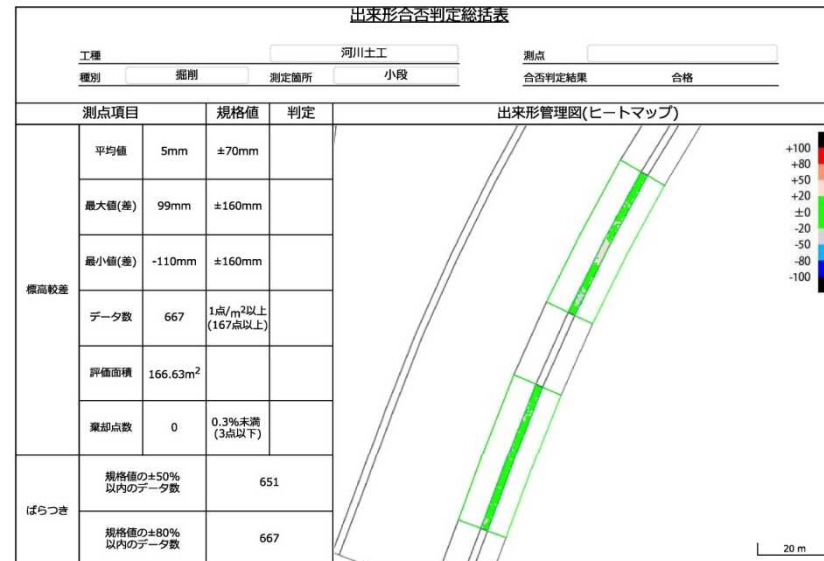 出来形合否判定総括表
工種 河川土工 測点
種別 掘削 測定箇所 小段 合否判定結果 合格
測点項目 規格値 判定 出来形管理図(ヒートマップ)
標高較差
平均値 5mm ±70mm
最大値(差) 99mm ±160mm
最小値(差) -110mm ±160mm
データ数 667 1点/m²以上
(167点以上)
評価面積 166.63m²
棄却点数 0 0.3%未満
(3点以下)
ばらつき
規格値の±50%
以内のデータ数 651
規格値の±80%
以内のデータ数 667
+100
+80
+50
+20
±0
-20
-50
-80
-100
20 m